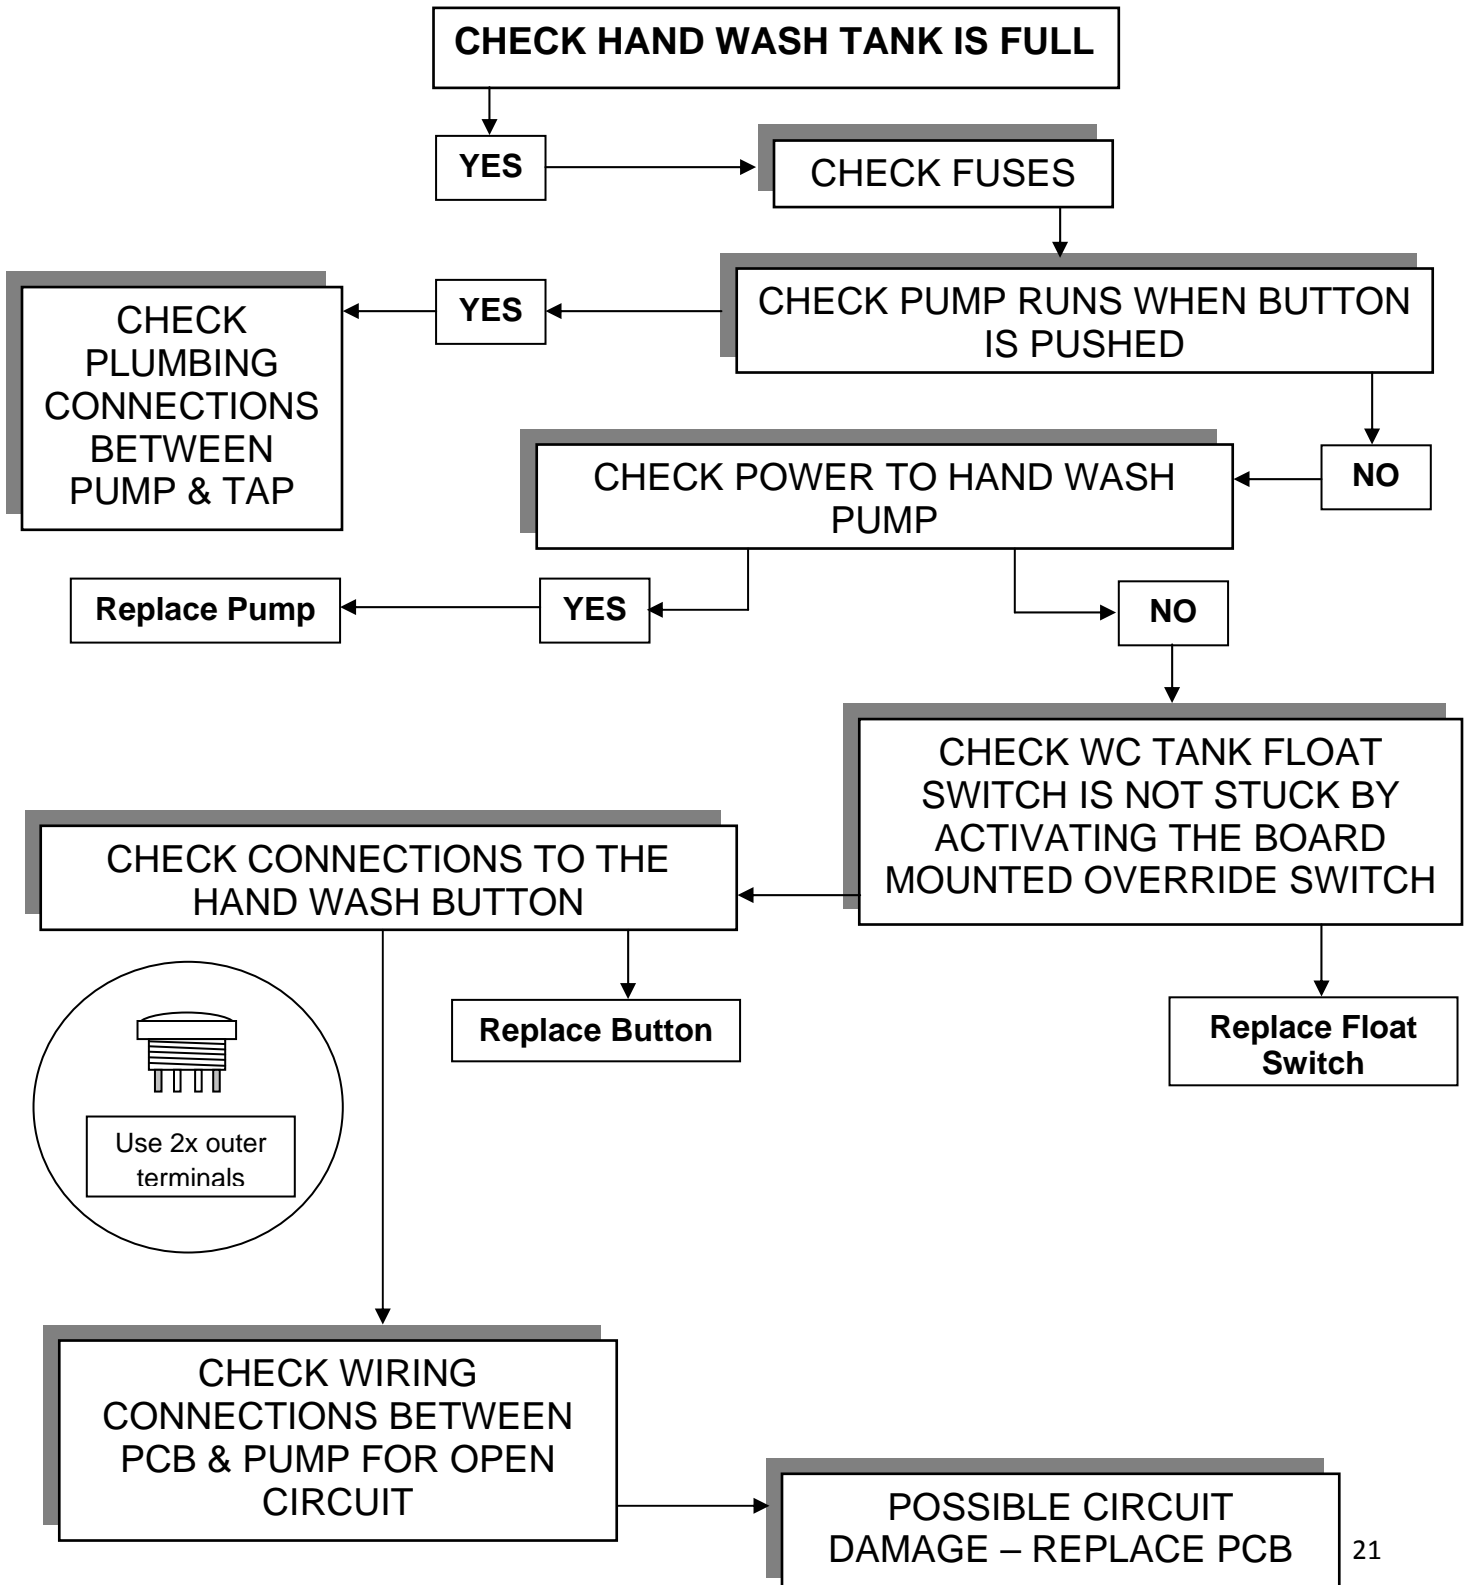 CHECK HAND WASH TANK IS FULL
YES
CHECK FUSES
CHECK PUMP RUNS WHEN BUTTON
IS PUSHED
YES
CHECK
PLUMBING
CONNECTIONS
BETWEEN
PUMP & TAP
NO
CHECK POWER TO HAND WASH
PUMP
YES
Replace Pump
NO
CHECK WC TANK FLOAT
SWITCH IS NOT STUCK BY
ACTIVATING THE BOARD
MOUNTED OVERRIDE SWITCH
CHECK CONNECTIONS TO THE
HAND WASH BUTTON
Replace Button
Replace Float
Switch
Use 2x outer
terminals
CHECK WIRING
CONNECTIONS BETWEEN
PCB & PUMP FOR OPEN
CIRCUIT
POSSIBLE CIRCUIT
DAMAGE – REPLACE PCB
21